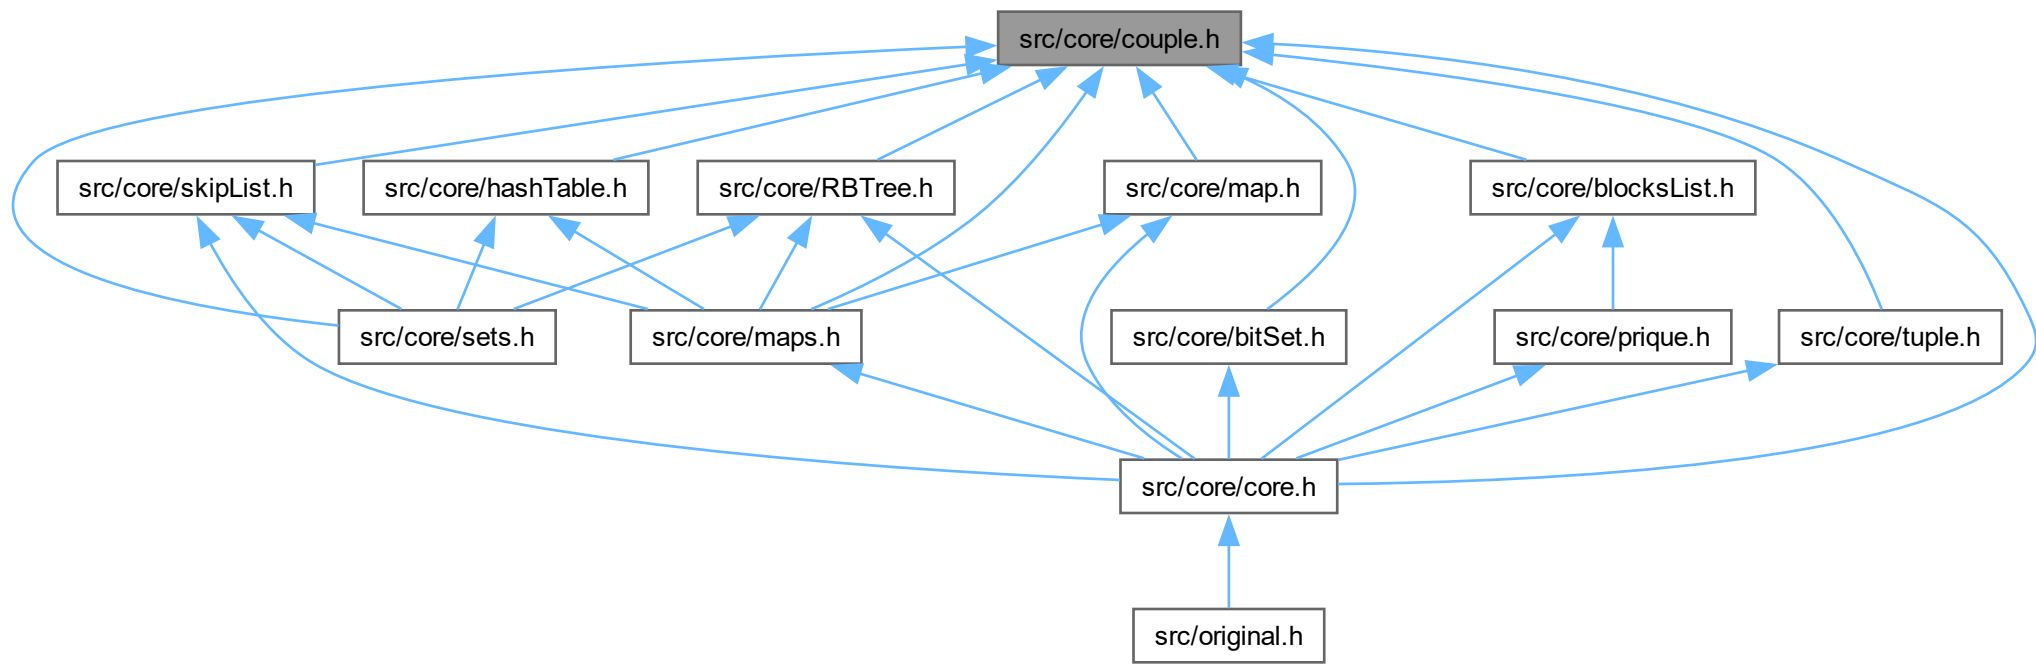 src/core/couple.h
src/core/skipList.h
src/core/hashTable.h
src/core/RBTree.h
src/core/map.h
src/core/blocksList.h
src/core/sets.h
src/core/maps.h
src/core/bitSet.h
src/core/prique.h
src/core/tuple.h
src/core/core.h
src/original.h